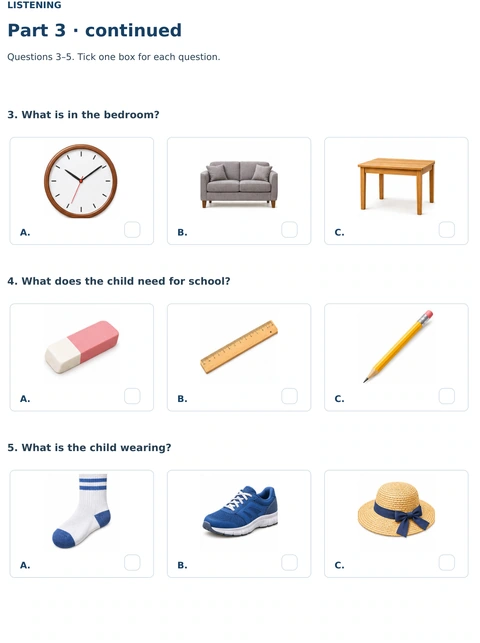 LISTENING
Part 3 · continued
Questions 3–5. Tick one box for each question.
3. What is in the bedroom?
A.
B.
C.
4. What does the child need for school?
A.
B.
C.
5. What is the child wearing?
A.
B.
C.